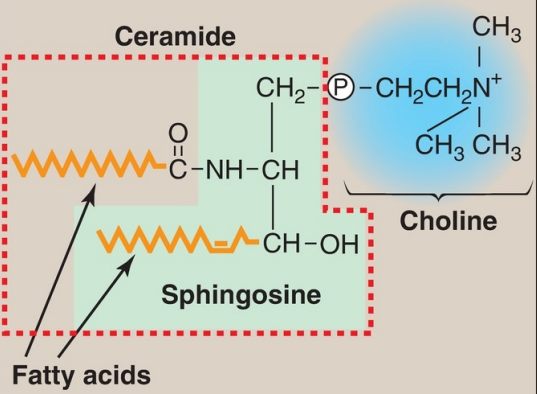 CH₃
Ceramide
CH₂–Ⓟ–CH₂CH₂N⁺
O
CH₃ CH₃
C–NH–CH
Choline
CH–OH
Sphingosine
Fatty acids